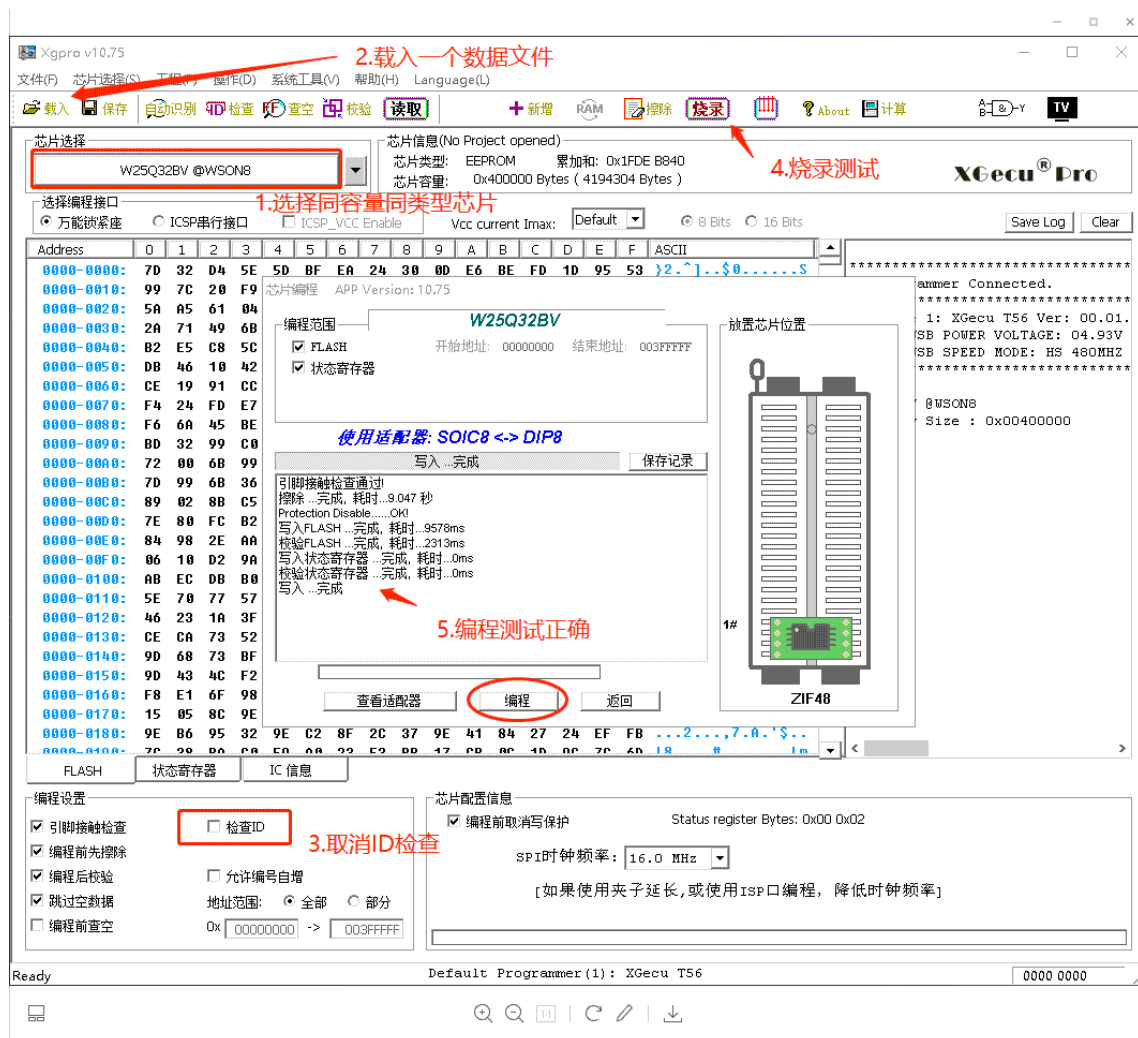 Xgpro v10.75
2.载入一个数据文件
文件(F) 芯片选择(S) 操作(D) 系统工具(V) 帮助(H) Language(L)
载入 保存 自动识别 检查 查空 校验 读取 新增 RAM 擦除 烧录 About 计算 TV
芯片选择
W25Q32BV @WSON8
芯片信息(No Project opened)
芯片类型: EEPROM 累加和: 0x1FDE B840
芯片容量: 0x400000 Bytes ( 4194304 Bytes )
4.烧录测试
XGecu® Pro
1.选择同容量同类型芯片
选择编程接口
万能锁紧座 ICSP串行接口 ICSP_VCC Enable Vcc current Imax: Default 8 Bits 16 Bits Save Log Clear
Address 0 1 2 3 4 5 6 7 8 9 A B C D E F ASCII
0000-0000: 7D 32 D4 5E 5D BF EA 24 30 0D E6 BE FD 1D 95 53 }2.^]..$0......S
0000-0010: 99 7C 20 F9
0000-0020: 5A A5 61 04
0000-0030: 2A 71 49 6B
0000-0040: B2 E5 C8 5C
0000-0050: DB 46 10 42
0000-0060: CE 19 91 CC
0000-0070: F4 24 FD E7
0000-0080: F6 6A 45 BE
0000-0090: BD 32 99 C0
0000-00A0: 72 00 6B 99
0000-00B0: 7D 99 6B 36
0000-00C0: 89 02 8B C5
0000-00D0: 7E 80 FC B2
0000-00E0: 84 98 2E AA
0000-00F0: 06 10 D2 9A
0000-0100: AB EC DB B0
0000-0110: 5E 70 77 57
0000-0120: 46 23 1A 3F
0000-0130: CE CA 73 52
0000-0140: 9D 68 73 BF
0000-0150: 9D 43 4C F2
0000-0160: F8 E1 6F 98
0000-0170: 15 05 8C 9E
0000-0180: 9E B6 95 32 9E C2 8F 2C 37 9E 41 84 27 24 EF FB ...2...,7.A.'$..
芯片编程 APP Version: 10.75
编程范围
W25Q32BV
FLASH 开始地址: 00000000 结束地址: 003FFFFF
状态寄存器
使用适配器: SOIC8 <-> DIP8
写入 ...完成
保存记录
引脚接触检查通过!
擦除 ...完成, 耗时...9.047 秒
Protection Disable......OK!
写入FLASH ...完成, 耗时...9578ms
校验FLASH ...完成, 耗时...2313ms
写入状态寄存器 ...完成, 耗时...0ms
校验状态寄存器 ...完成, 耗时...0ms
写入 ...完成
5.编程测试正确
查看适配器 编程 返回
放置芯片位置
1#
ZIF48
********************************
ammer Connected.
********************************
1: XGecu T56 Ver: 00.01.
SB POWER VOLTAGE: 04.93V
SB SPEED MODE: HS 480MHZ
@WSON8
Size : 0x00400000
FLASH 状态寄存器 IC 信息
编程设置
引脚接触检查 检查ID
3.取消ID检查
编程前先擦除
编程后校验 允许编号自增
跳过空数据 地址范围: 全部 部分
编程前查空 0x 00000000 -> 003FFFFF
芯片配置信息
编程前取消写保护 Status register Bytes: 0x00 0x02
SPI时钟频率: 16.0 MHz
[如果使用夹子延长,或使用ISP口编程, 降低时钟频率]
Ready Default Programmer(1): XGecu T56 0000 0000
1:1